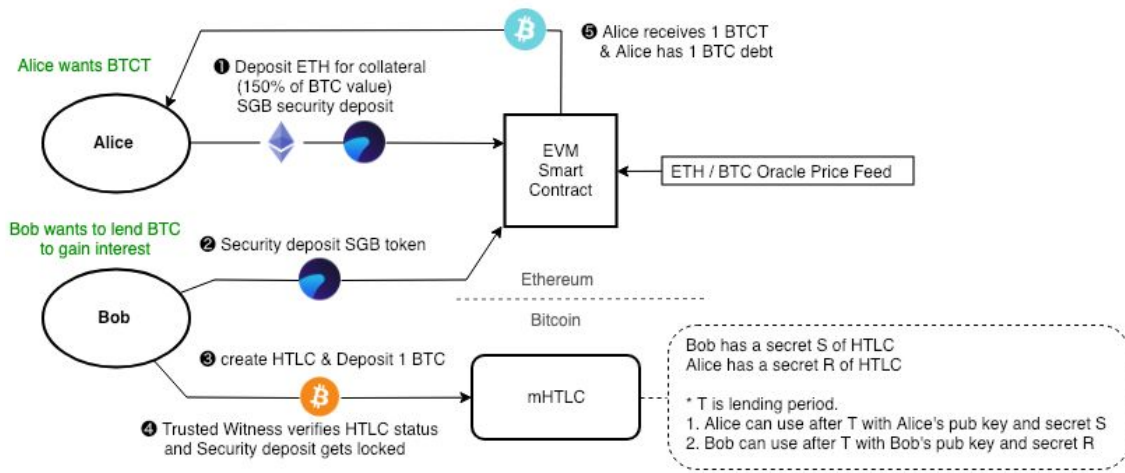 ❺ Alice receives 1 BTCT
& Alice has 1 BTC debt
Alice wants BTCT
❶ Deposit ETH for collateral
(150% of BTC value)
SGB security deposit
Alice
EVM
Smart
Contract
ETH / BTC Oracle Price Feed
Bob wants to lend BTC
to gain interest
❷ Security deposit SGB token
Ethereum
Bitcoin
Bob
❸ create HTLC & Deposit 1 BTC
mHTLC
❹ Trusted Witness verifies HTLC status
and Security deposit gets locked
Bob has a secret S of HTLC
Alice has a secret R of HTLC
* T is lending period.
1. Alice can use after T with Alice's pub key and secret S
2. Bob can use after T with Bob's pub key and secret R